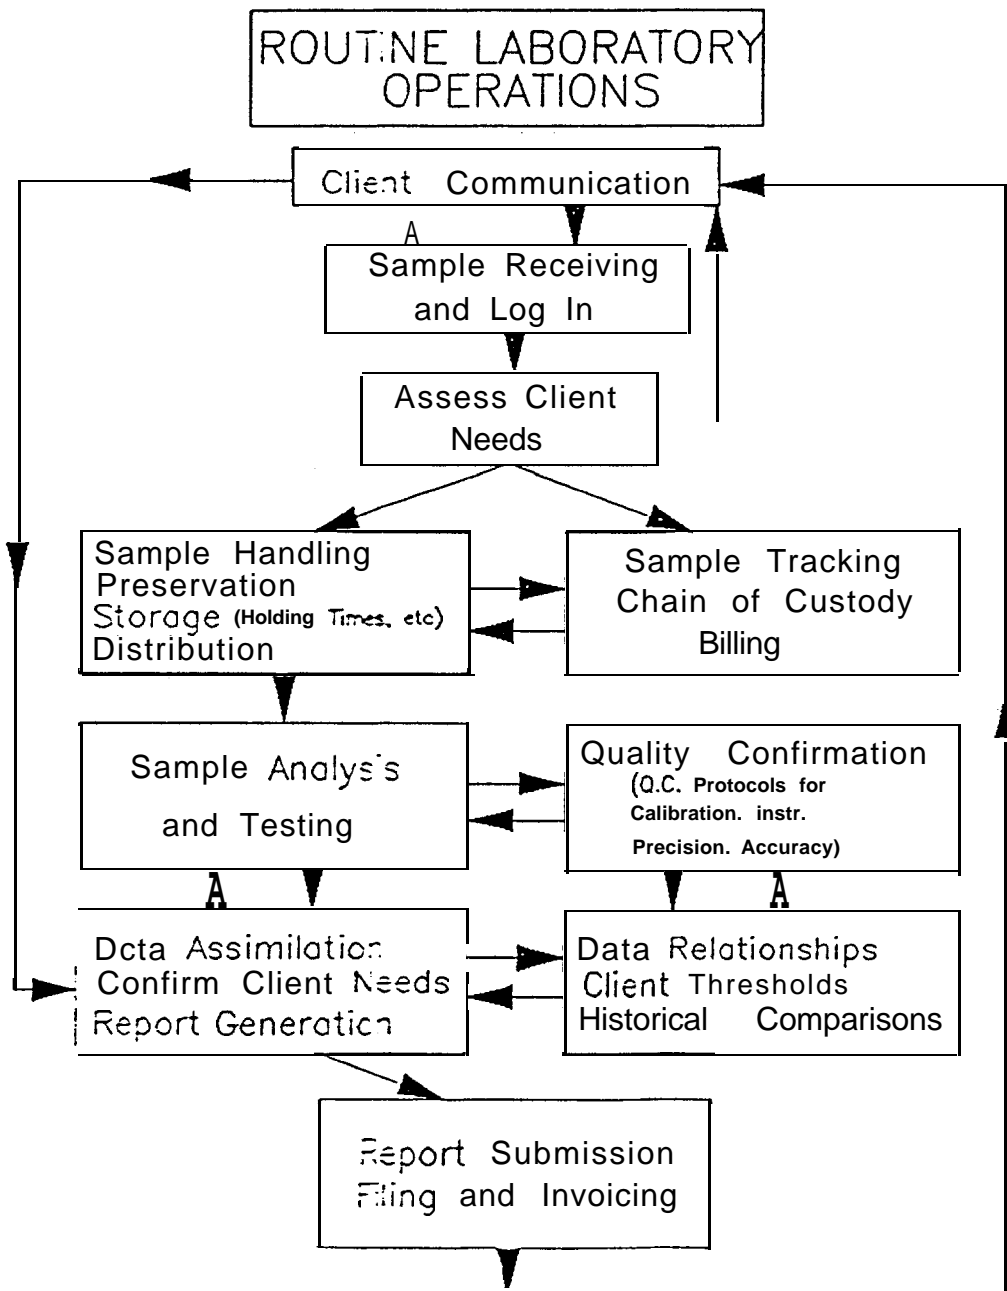 ROUTINE LABORATORY
OPERATIONS
Client Communication
A
Sample Receiving
and Log In
Assess Client
Needs
Sample Handling
Preservation
Storage (Holding Times, etc)
Distribution
Sample Tracking
Chain of Custody
Billing
Sample Analysis
and Testing
Quality Confirmation
(Q.C. Protocols for
Calibration. instr.
Precision. Accuracy)
A
A
Dcta Assimilation
Confirm Client Needs
Report Generation
Data Relationships
Client Thresholds
Historical Comparisons
Report Submission
Filing and Invoicing